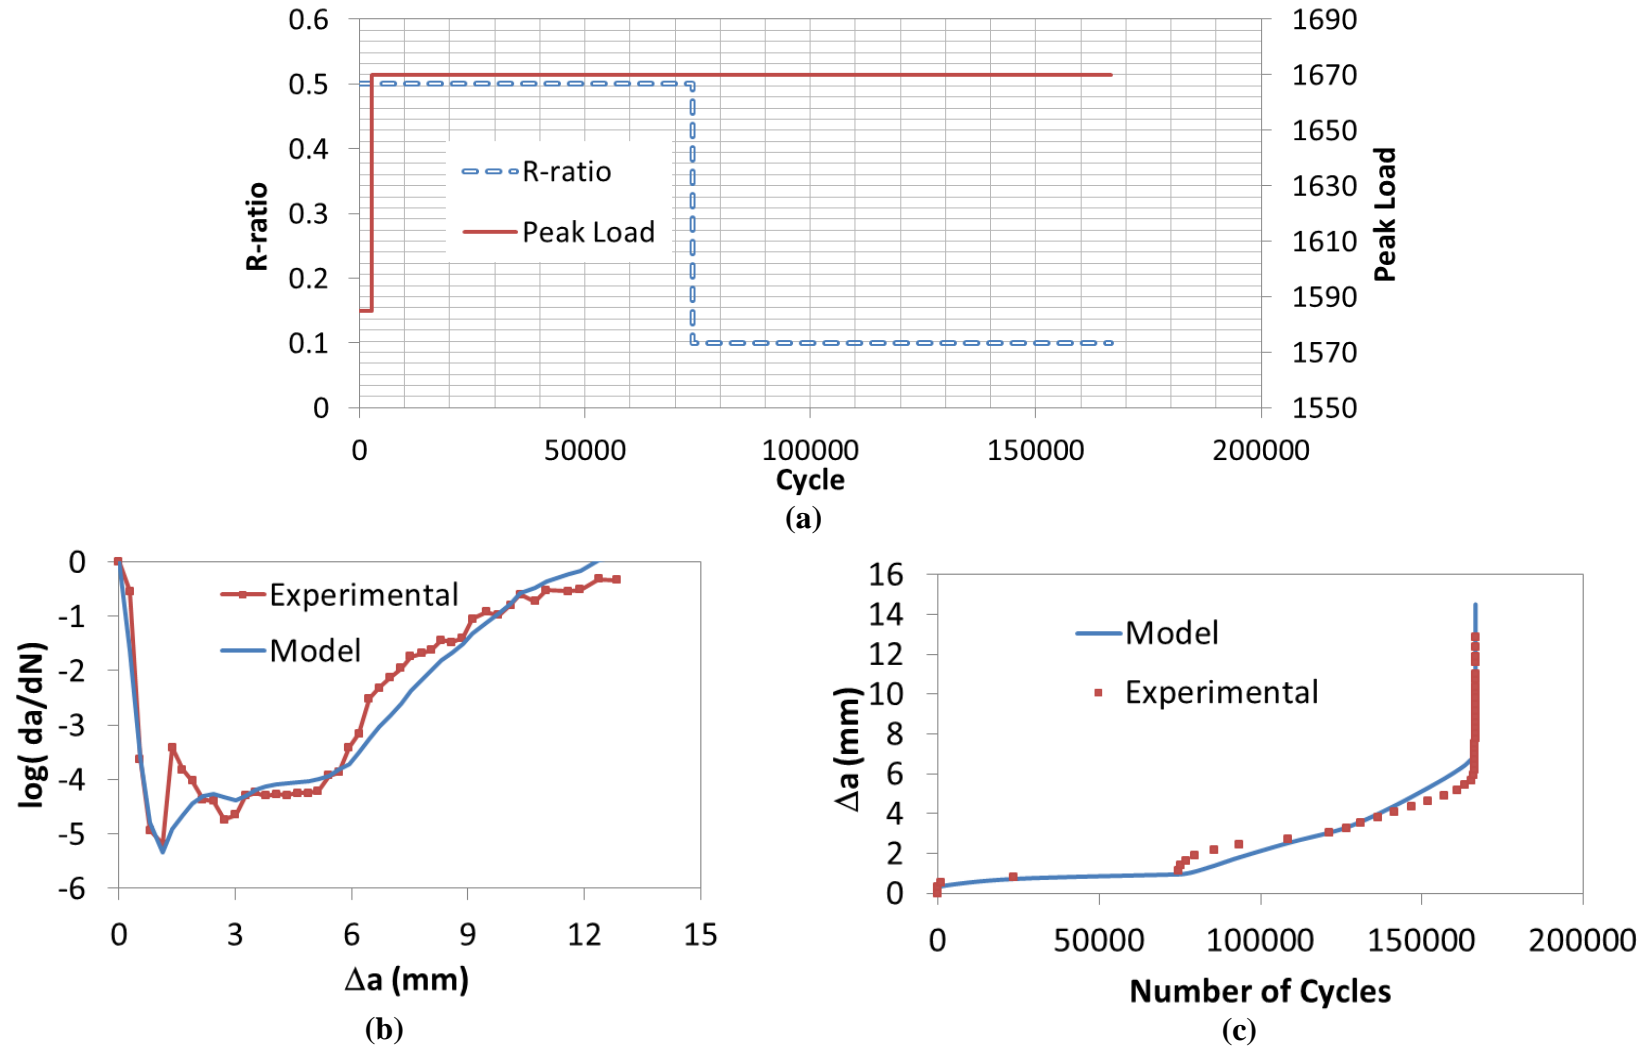 0.6
0.5
0.4
0.3
0.2
0.1
0
R-ratio
1690
1670
1650
1630
1610
1590
1570
1550
Peak Load
R-ratio
Peak Load
0 50000 100000 150000 200000
Cycle
(a)
0
-1
-2
-3
-4
-5
-6
log( da/dN)
Experimental
Model
0 3 6 9 12 15
Δa (mm)
(b)
16
14
12
10
8
6
4
2
0
Δa (mm)
Model
Experimental
0 50000 100000 150000 200000
Number of Cycles
(c)